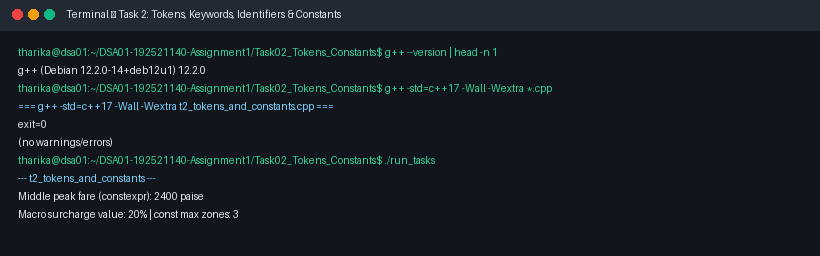 Terminal ▯ Task 2: Tokens, Keywords, Identifiers & Constants
tharika@dsa01:~/DSA01-192521140-Assignment1/Task02_Tokens_Constants$ g++ --version | head -n 1
g++ (Debian 12.2.0-14+deb12u1) 12.2.0
tharika@dsa01:~/DSA01-192521140-Assignment1/Task02_Tokens_Constants$ g++ -std=c++17 -Wall -Wextra *.cpp
=== g++ -std=c++17 -Wall -Wextra t2_tokens_and_constants.cpp ===
exit=0
(no warnings/errors)
tharika@dsa01:~/DSA01-192521140-Assignment1/Task02_Tokens_Constants$ ./run_tasks
--- t2_tokens_and_constants ---
Middle peak fare (constexpr): 2400 paise
Macro surcharge value: 20% | const max zones: 3